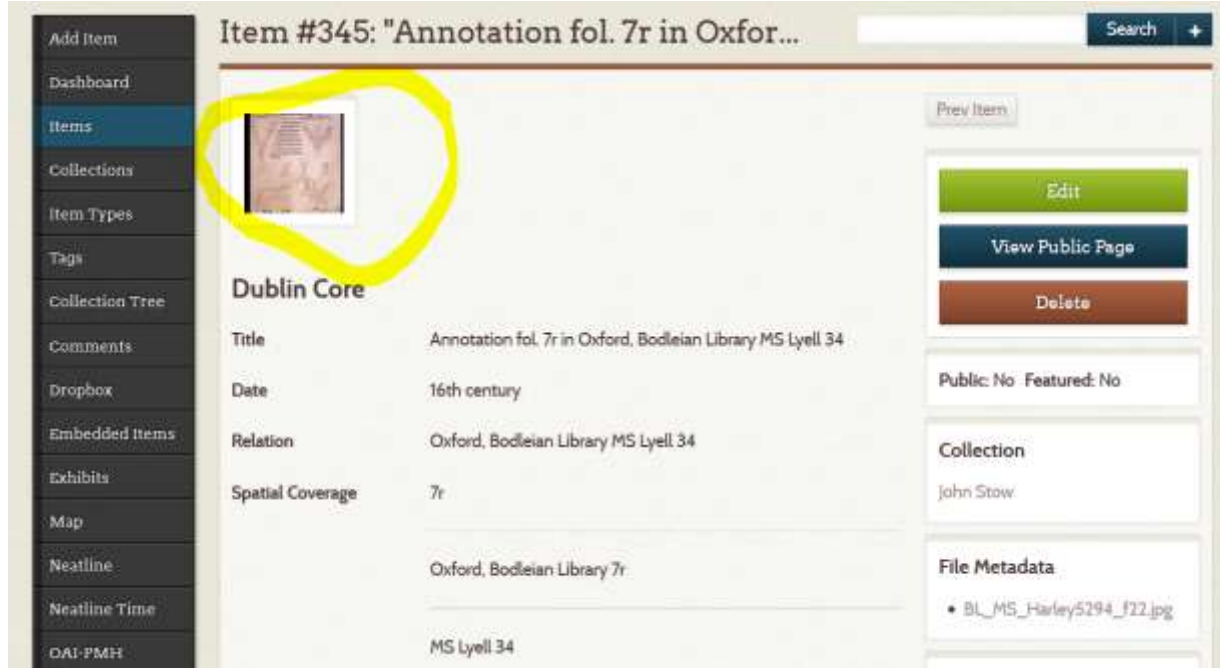 Add Item
Dashboard
Items
Collections
Item Types
Tags
Collection Tree
Comments
Dropbox
Embedded Items
Exhibits
Map
Neatline
Neatline Time
OAI-PMH
Item #345: "Annotation fol. 7r in Oxfor...
Search +
Dublin Core
Title Annotation fol. 7r in Oxford, Bodleian Library MS Lyell 34
Date 16th century
Relation Oxford, Bodleian Library MS Lyell 34
Spatial Coverage 7r
Oxford, Bodleian Library 7r
MS Lyell 34
Prev Item
Edit
View Public Page
Delete
Public: No Featured: No
Collection
John Stow
File Metadata
• BL_MS_Harley5294_f22.jpg